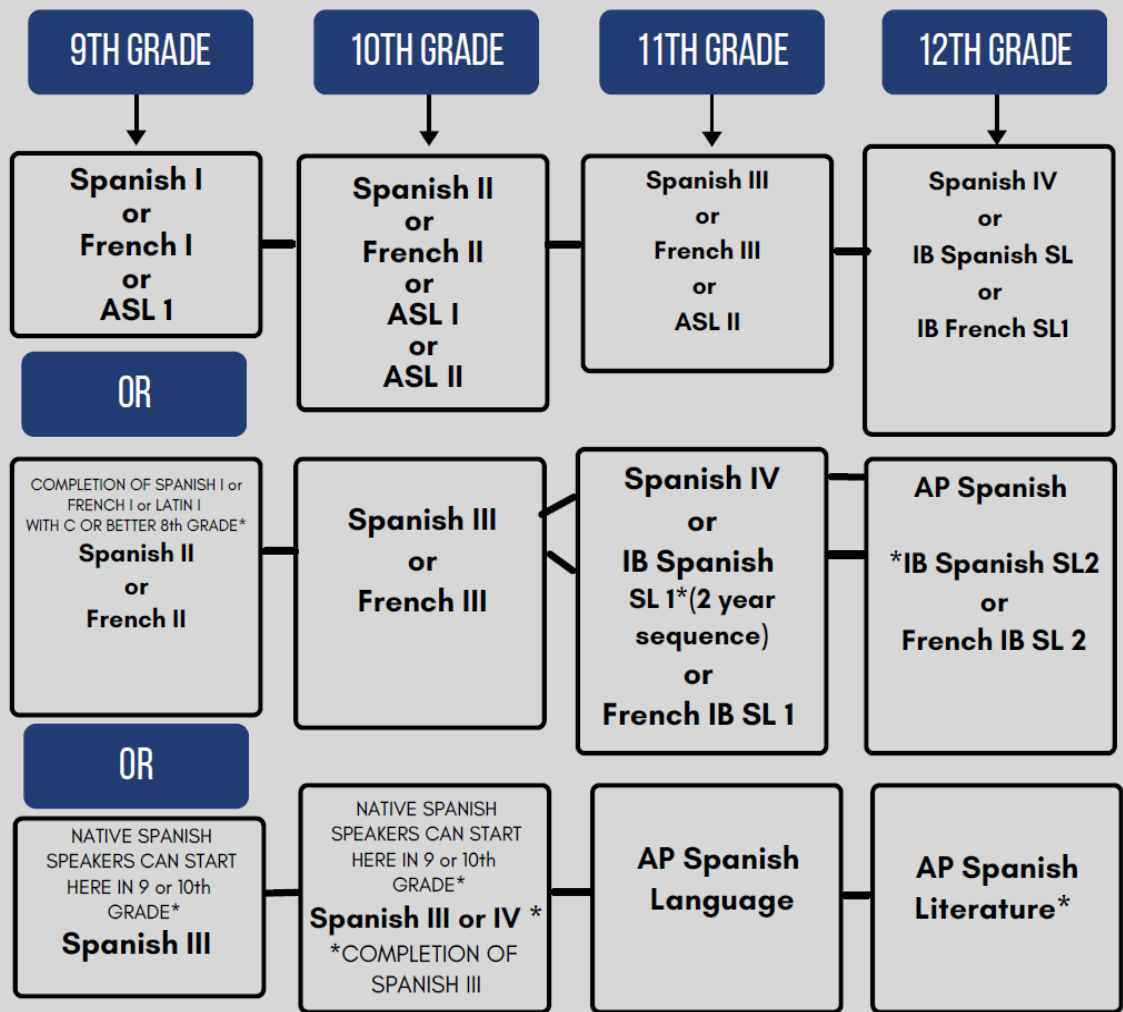 9TH GRADE
10TH GRADE
11TH GRADE
12TH GRADE
Spanish I
or
French I
or
ASL 1
Spanish II
or
French II
or
ASL I
or
ASL II
Spanish III
or
French III
or
ASL II
Spanish IV
or
IB Spanish SL
or
IB French SL1
OR
COMPLETION OF SPANISH I or
FRENCH I or LATIN I
WITH C OR BETTER 8th GRADE*
Spanish II
or
French II
Spanish III
or
French III
Spanish IV
or
IB Spanish
SL 1*(2 year
sequence)
or
French IB SL 1
AP Spanish
*IB Spanish SL2
or
French IB SL 2
OR
NATIVE SPANISH
SPEAKERS CAN START
HERE IN 9 or 10th
GRADE*
Spanish III
NATIVE SPANISH
SPEAKERS CAN START
HERE IN 9 or 10th
GRADE*
Spanish III or IV *
*COMPLETION OF
SPANISH III
AP Spanish
Language
AP Spanish
Literature*